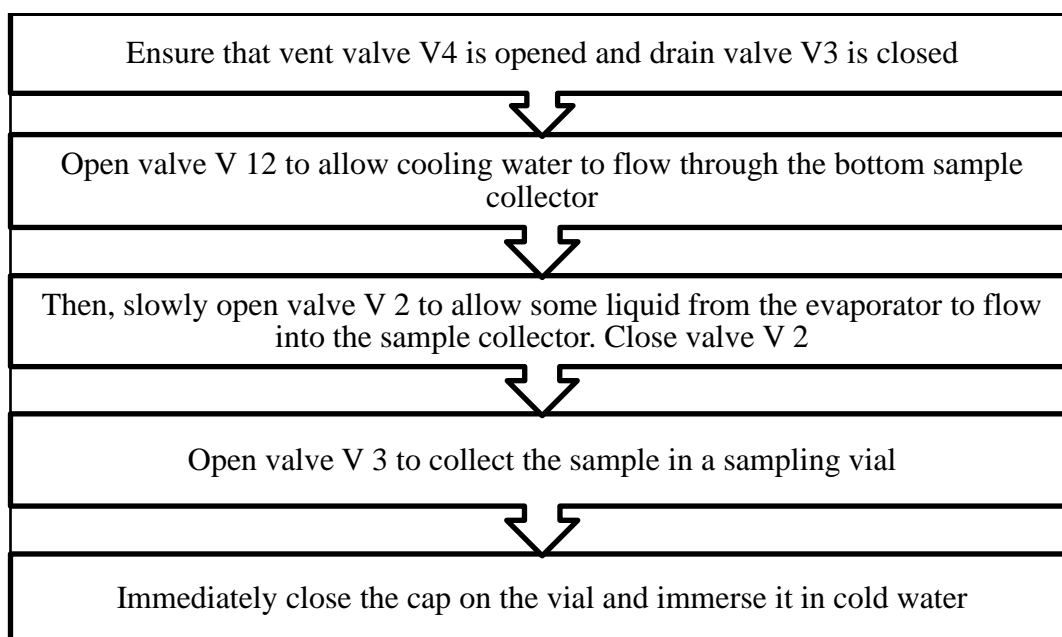 Ensure that vent valve V4 is opened and drain valve V3 is closed
Open valve V 12 to allow cooling water to flow through the bottom sample
collector
Then, slowly open valve V 2 to allow some liquid from the evaporator to flow
into the sample collector. Close valve V 2
Open valve V 3 to collect the sample in a sampling vial
Immediately close the cap on the vial and immerse it in cold water